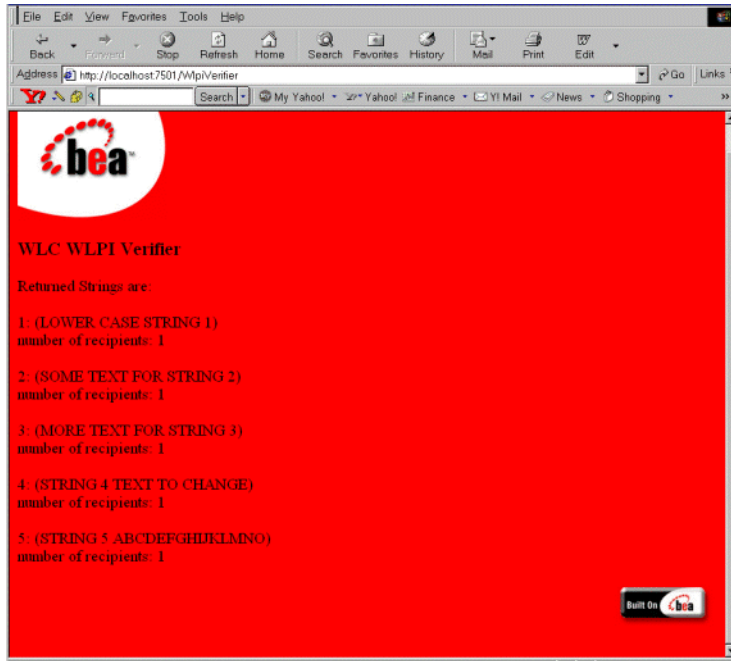 File Edit View Favorites Tools Help
Back Forward Stop Refresh Home Search Favorites History Mail Print Edit
Address http://localhost:7501/WlpiVerifier Go Links
Y? Search My Yahoo! Yahoo! Finance Y! Mail News Shopping »
bea™
WLC WLPI Verifier
Returned Strings are:
1: (LOWER CASE STRING 1)
number of recipients: 1
2: (SOME TEXT FOR STRING 2)
number of recipients: 1
3: (MORE TEXT FOR STRING 3)
number of recipients: 1
4: (STRING 4 TEXT TO CHANGE)
number of recipients: 1
5: (STRING 5 ABCDEFGHIJKLMNO)
number of recipients: 1
Built On bea